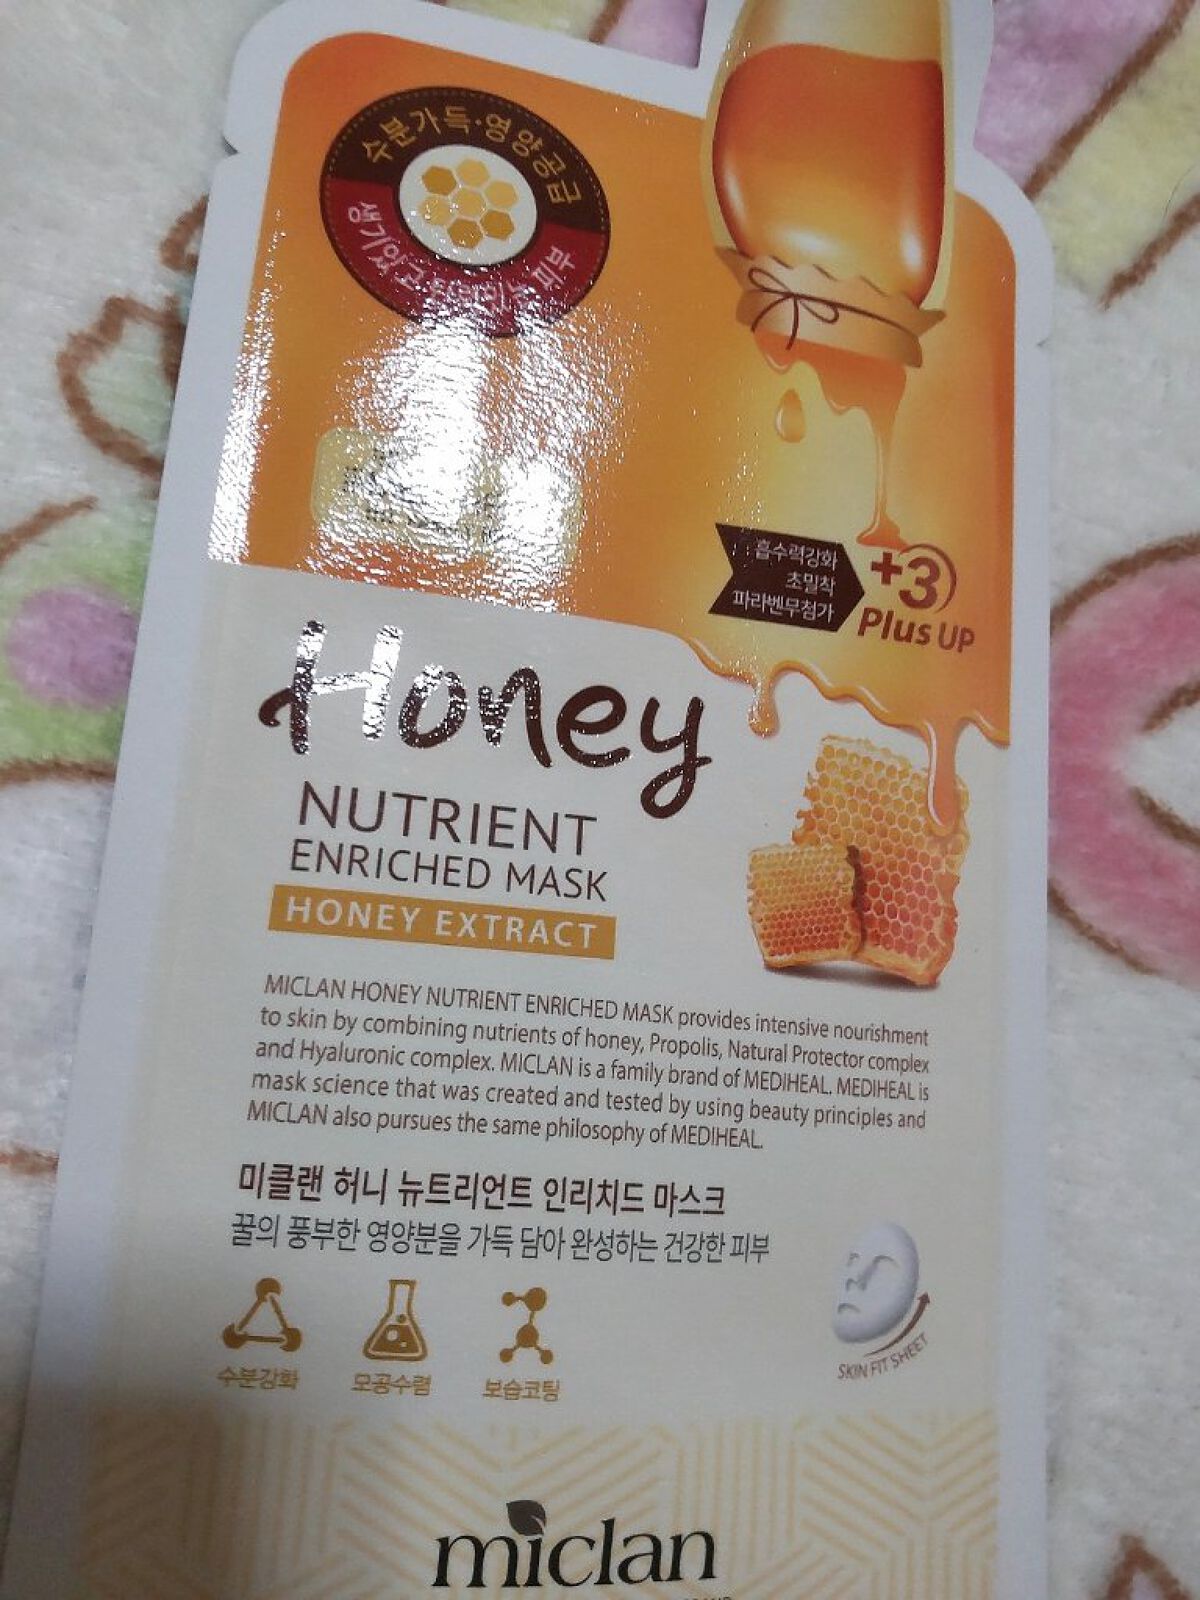 수분가득·영양공급
생기있고 피부
흡수력강화
초밀착
파라벤무첨가
+3
Plus UP
Honey
NUTRIENT
ENRICHED MASK
HONEY EXTRACT
MICLAN HONEY NUTRIENT ENRICHED MASK provides intensive nourishment
to skin by combining nutrients of honey, Propolis, Natural Protector complex
and Hyaluronic complex. MICLAN is a family brand of MEDIHEAL. MEDIHEAL is
mask science that was created and tested by using beauty principles and
MICLAN also pursues the same philosophy of MEDIHEAL.
미클랜 허니 뉴트리언트 인리치드 마스크
꿀의 풍부한 영양분을 가득 담아 완성하는 건강한 피부
수분강화
모공수렴
보습코팅
SKIN FIT SHEET
miclan